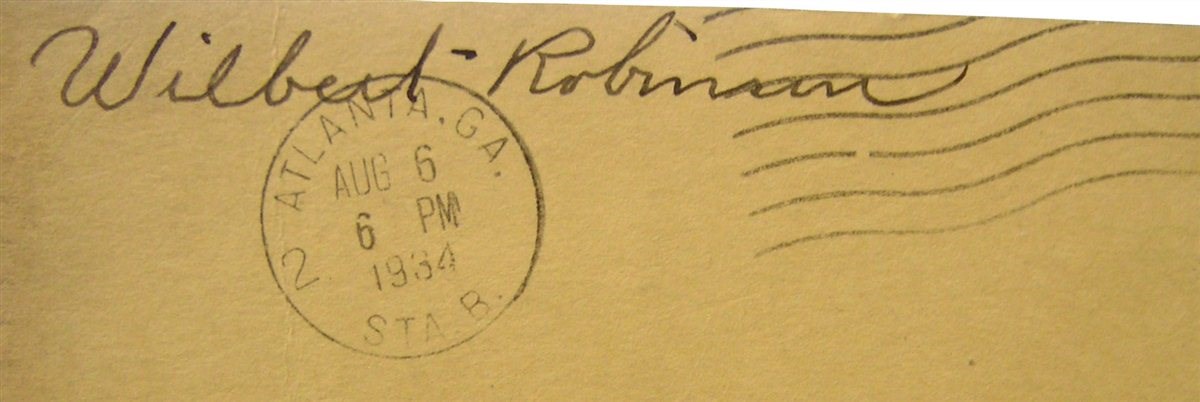 Wilbert Robinson
ATLANTA, GA.
AUG 6
6 PM
1934
2.
STA. B.